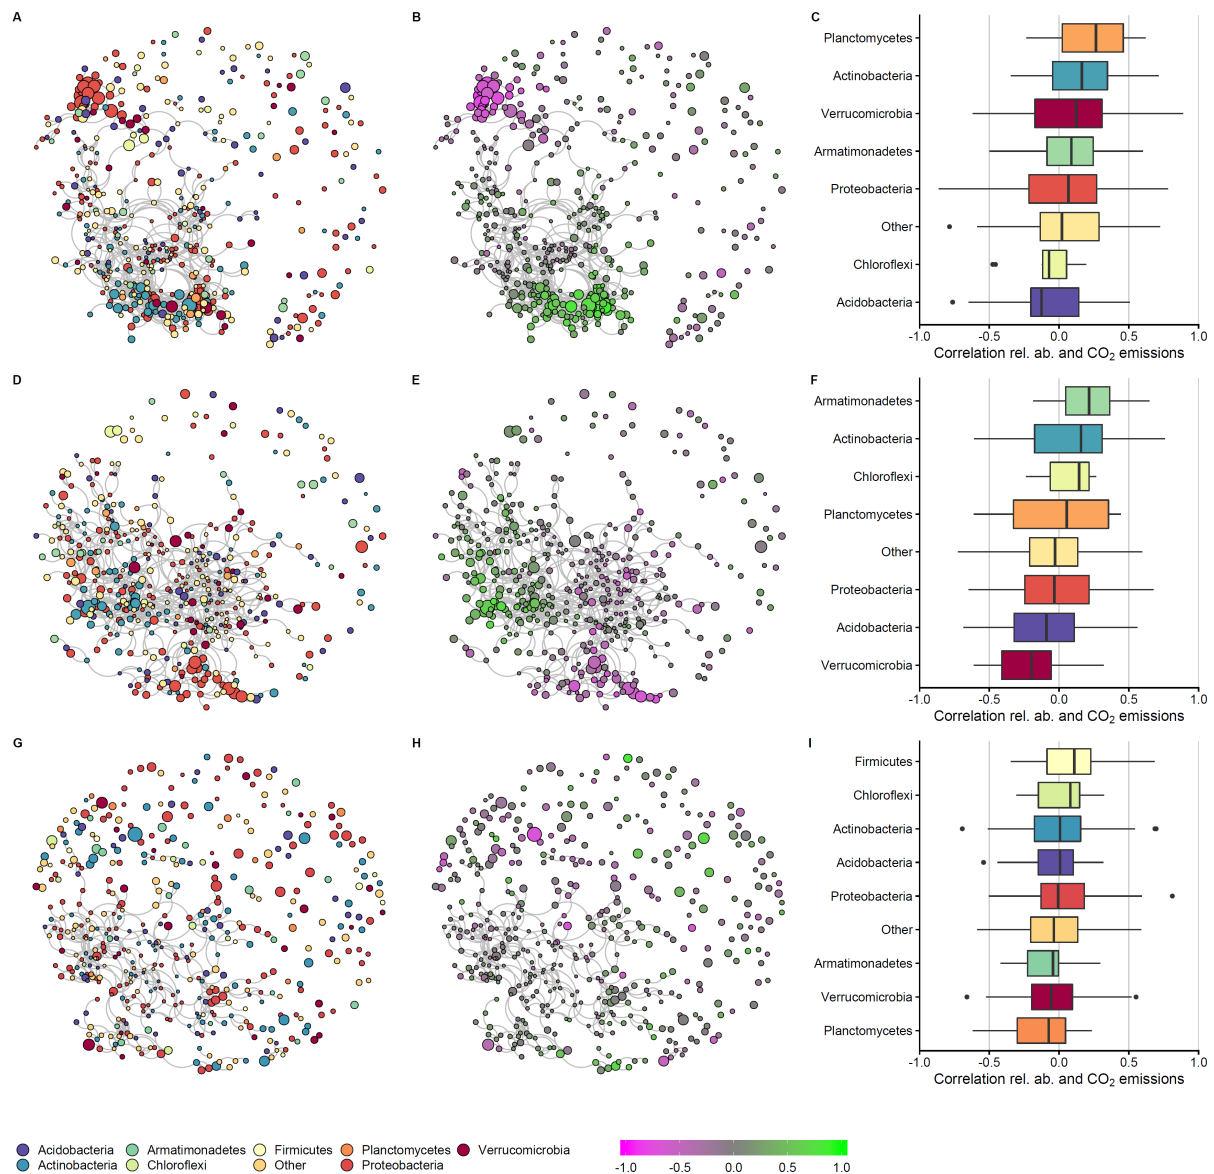 A
B
C
Planctomycetes
Actinobacteria
Verrucomicrobia
Armatimonadetes
Proteobacteria
Other
Chloroflexi
Acidobacteria
-1.0 -0.5 0.0 0.5 1.0
Correlation rel. ab. and CO2 emissions
D
E
F
Armatimonadetes
Actinobacteria
Chloroflexi
Planctomycetes
Other
Proteobacteria
Acidobacteria
Verrucomicrobia
-1.0 -0.5 0.0 0.5 1.0
Correlation rel. ab. and CO2 emissions
G
H
I
Firmicutes
Chloroflexi
Actinobacteria
Acidobacteria
Proteobacteria
Other
Armatimonadetes
Verrucomicrobia
Planctomycetes
-1.0 -0.5 0.0 0.5 1.0
Correlation rel. ab. and CO2 emissions
Acidobacteria Armatimonadetes Firmicutes Planctomycetes Verrucomicrobia
Actinobacteria Chloroflexi Other Proteobacteria
-1.0 -0.5 0.0 0.5 1.0